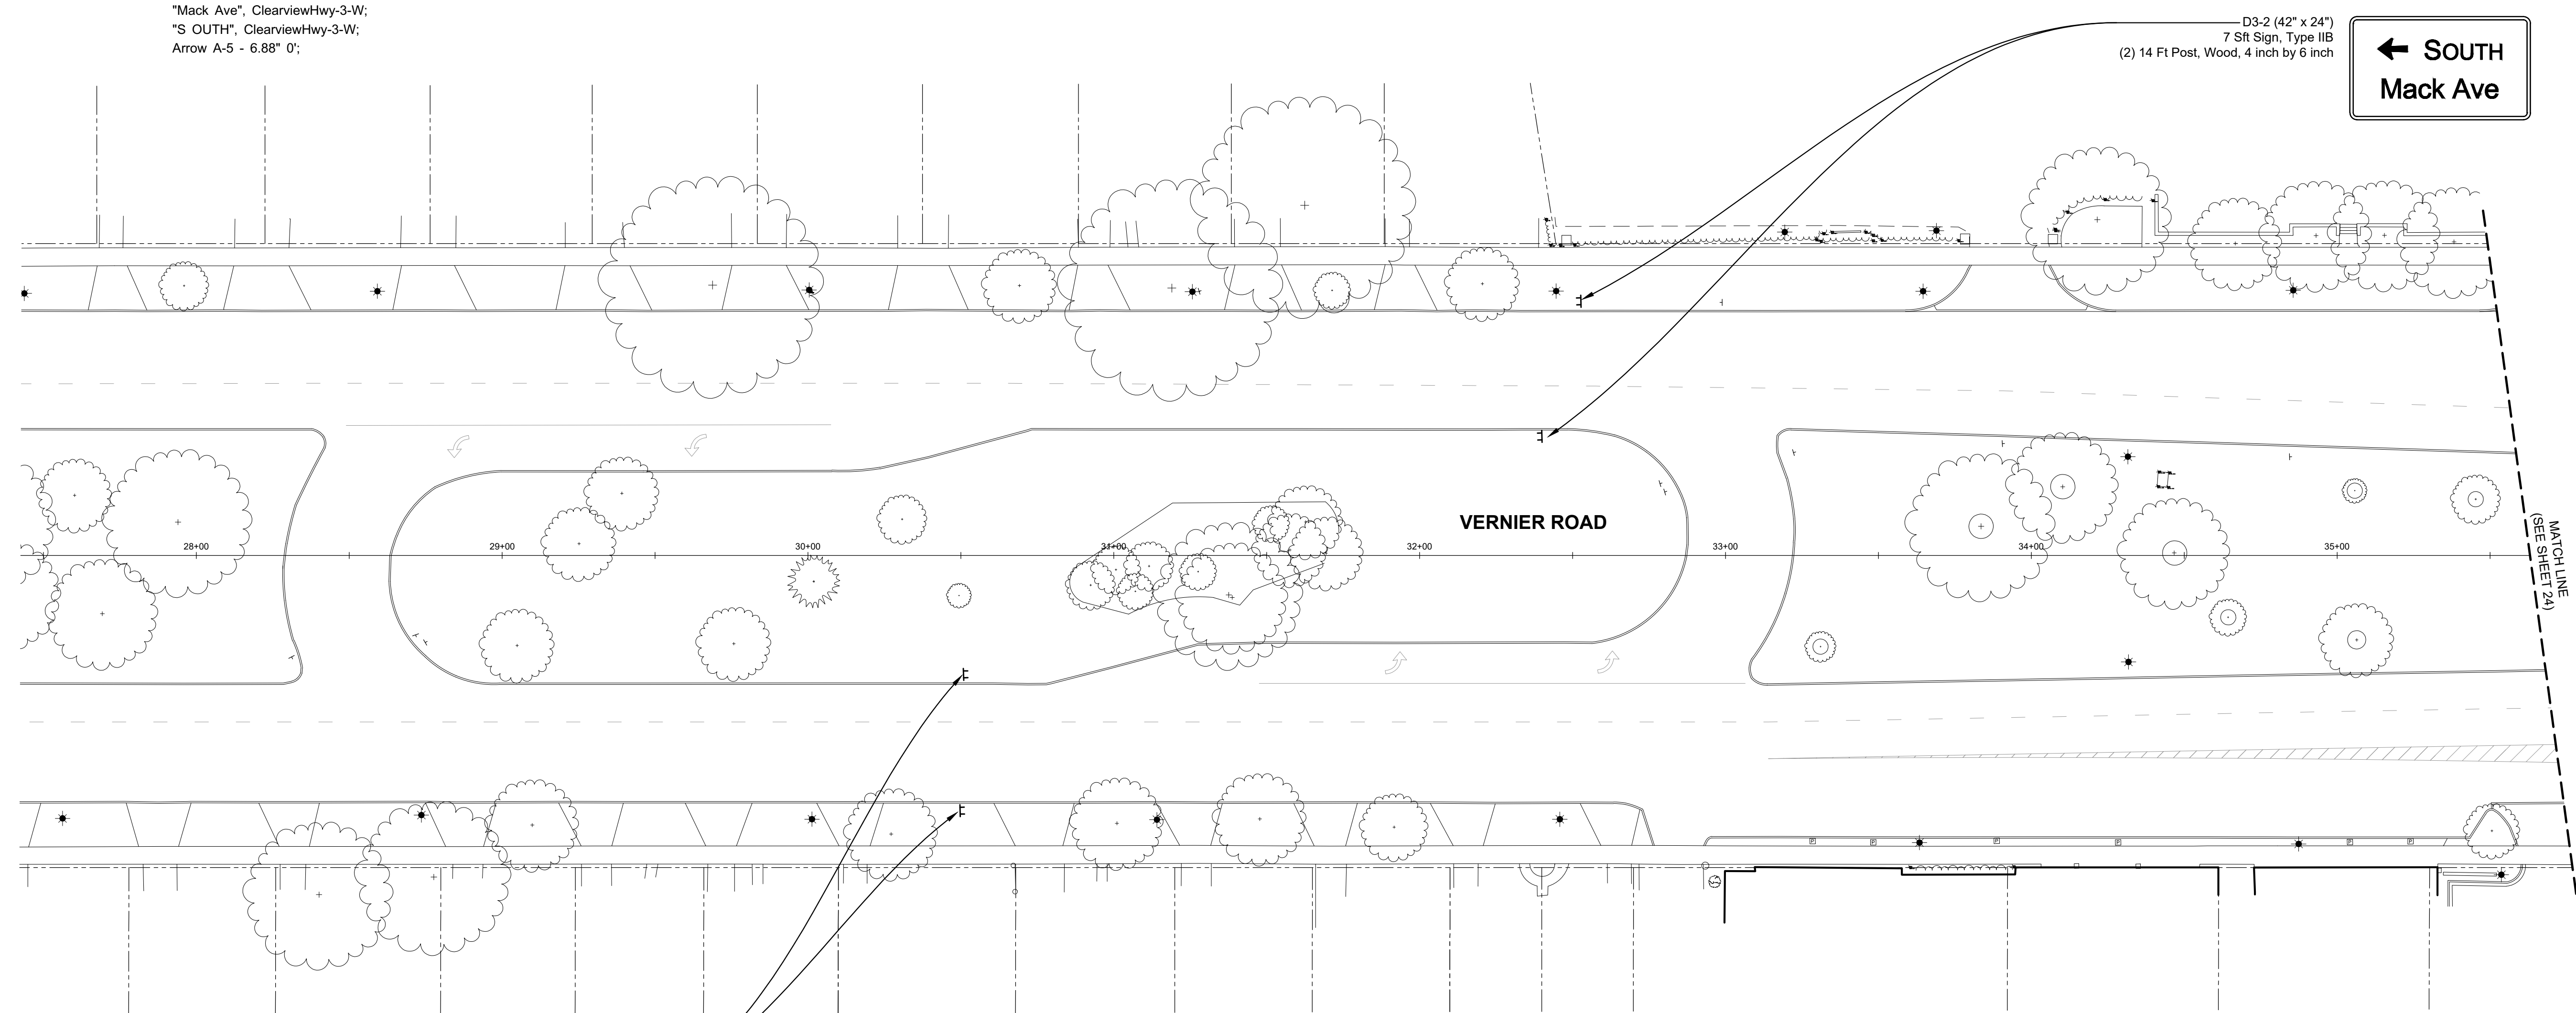 "Mack Ave", ClearviewHwy-3-W;
"S OUTH", ClearviewHwy-3-W;
Arrow A-5 - 6.88" 0';
D3-2 (42" x 24")
7 Sft Sign, Type IIB
(2) 14 Ft Post, Wood, 4 inch by 6 inch
SOUTH
Mack Ave
VERNIER ROAD
28+00
29+00
30+00
31+00
32+00
33+00
34+00
35+00
MATCH LINE
(SEE SHEET 24)
P
P
P
P
P
P